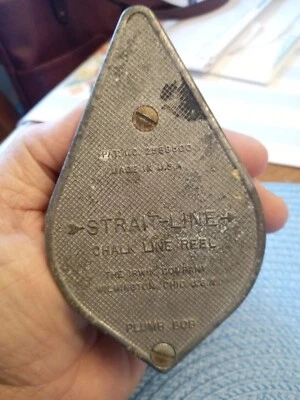 PAT. NO.
MADE IN U.S.A
STRAIT-LINE
CHALK LINE REEL
THE IRWIN COMPANY
WILMINGTON, OHIO U.S.
PLUMB BOB